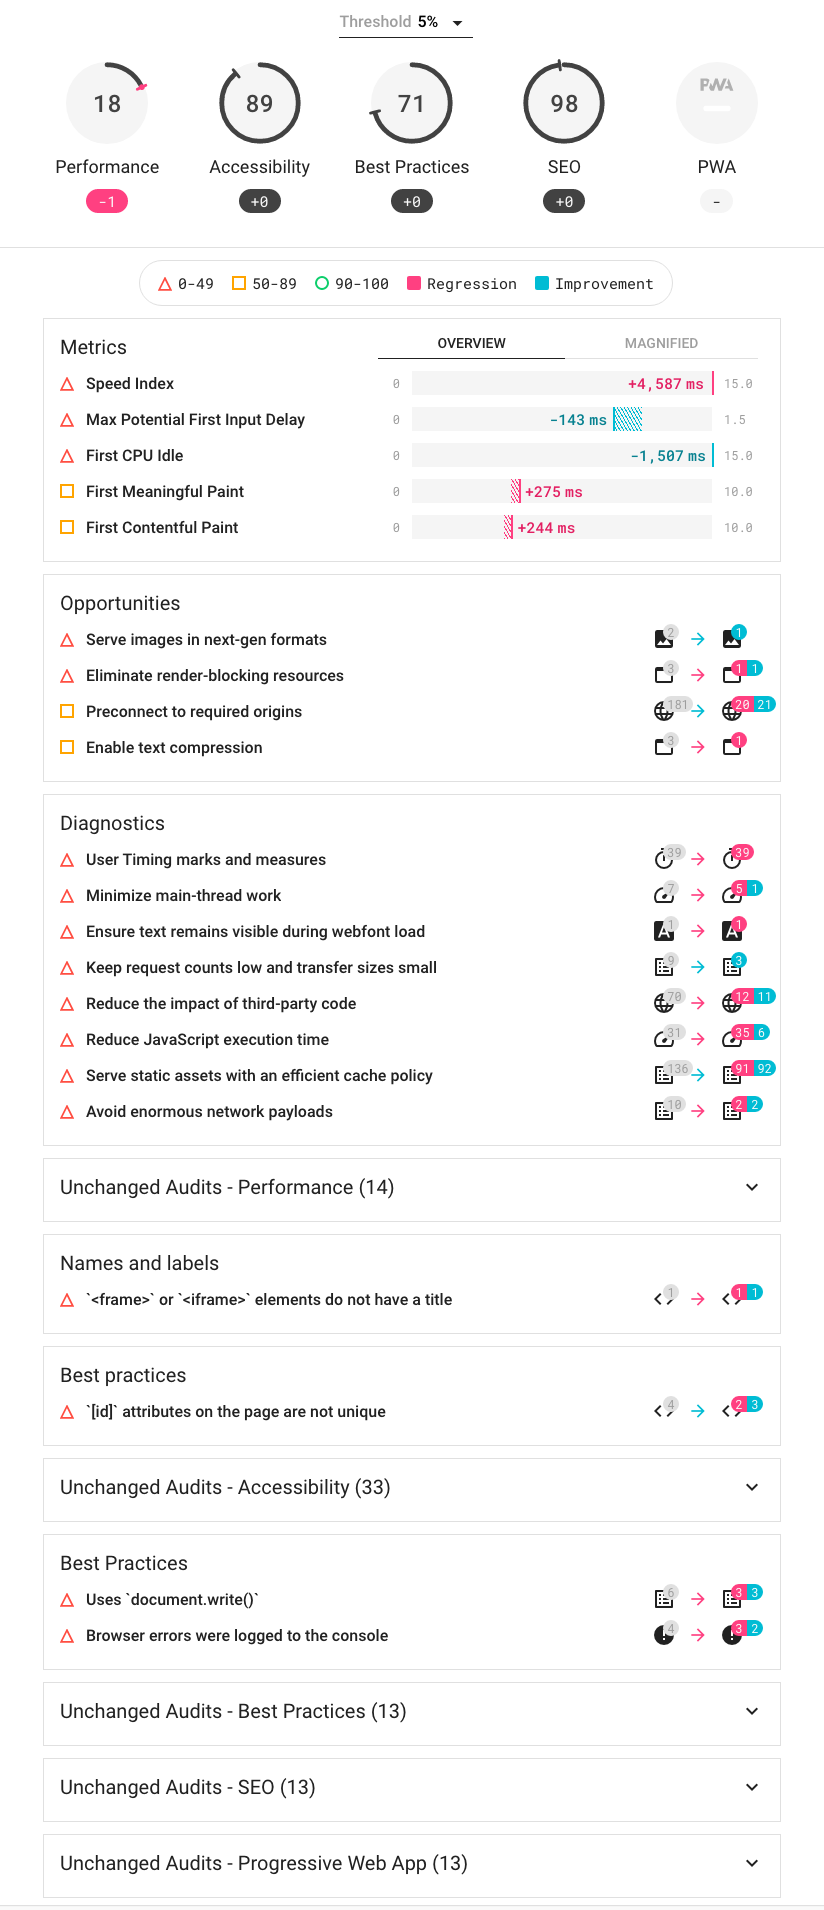 Threshold 5%
18 89 71 98 PWA
Performance Accessibility Best Practices SEO PWA
-1 +0 +0 +0 -
0-49 50-89 90-100 Regression Improvement
Metrics OVERVIEW MAGNIFIED
Speed Index 0 +4,587 ms 15.0
Max Potential First Input Delay 0 -143 ms 1.5
First CPU Idle 0 -1,507 ms 15.0
First Meaningful Paint 0 +275 ms 10.0
First Contentful Paint 0 +244 ms 10.0
Opportunities
Serve images in next-gen formats 2 1
Eliminate render-blocking resources 3 1 1
Preconnect to required origins 181 20 21
Enable text compression 3 1
Diagnostics
User Timing marks and measures 39 39
Minimize main-thread work 7 5 1
Ensure text remains visible during webfont load A 1 A 1
Keep request counts low and transfer sizes small 9 3
Reduce the impact of third-party code 70 12 11
Reduce JavaScript execution time 31 35 6
Serve static assets with an efficient cache policy 136 91 92
Avoid enormous network payloads 10 2 2
Unchanged Audits - Performance (14)
Names and labels
`<frame>` or `<iframe>` elements do not have a title 1 1 1
Best practices
`[id]` attributes on the page are not unique 4 2 3
Unchanged Audits - Accessibility (33)
Best Practices
Uses `document.write()` 6 3 3
Browser errors were logged to the console 4 3 2
Unchanged Audits - Best Practices (13)
Unchanged Audits - SEO (13)
Unchanged Audits - Progressive Web App (13)